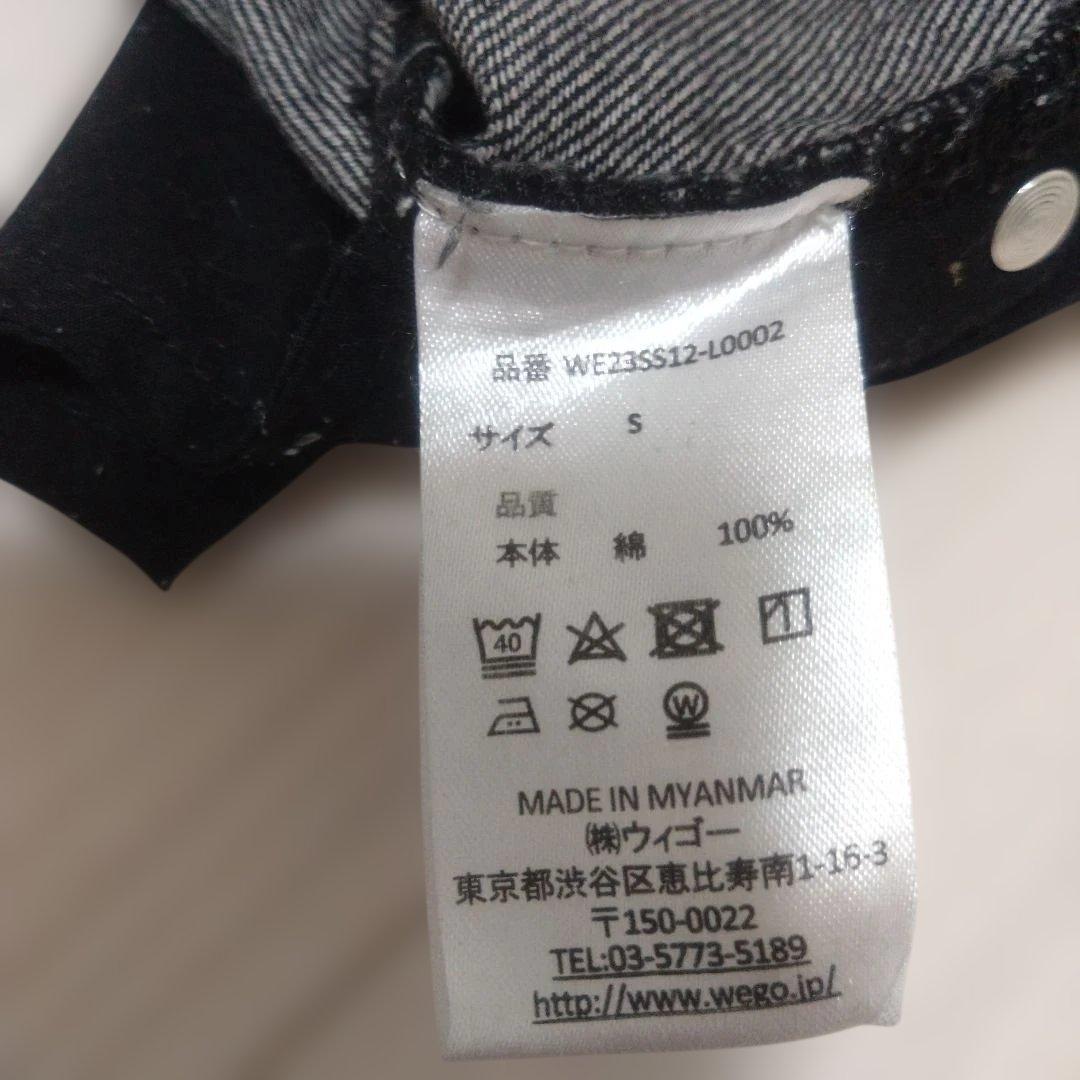 品番 WE23SS12-L0002
サイズ S
品質
本体 綿 100%
40
W
MADE IN MYANMAR
㈱ウィゴー
東京都渋谷区恵比寿南1-16-3
〒150-0022
TEL:03-5773-5189
http://www.wego.jp/